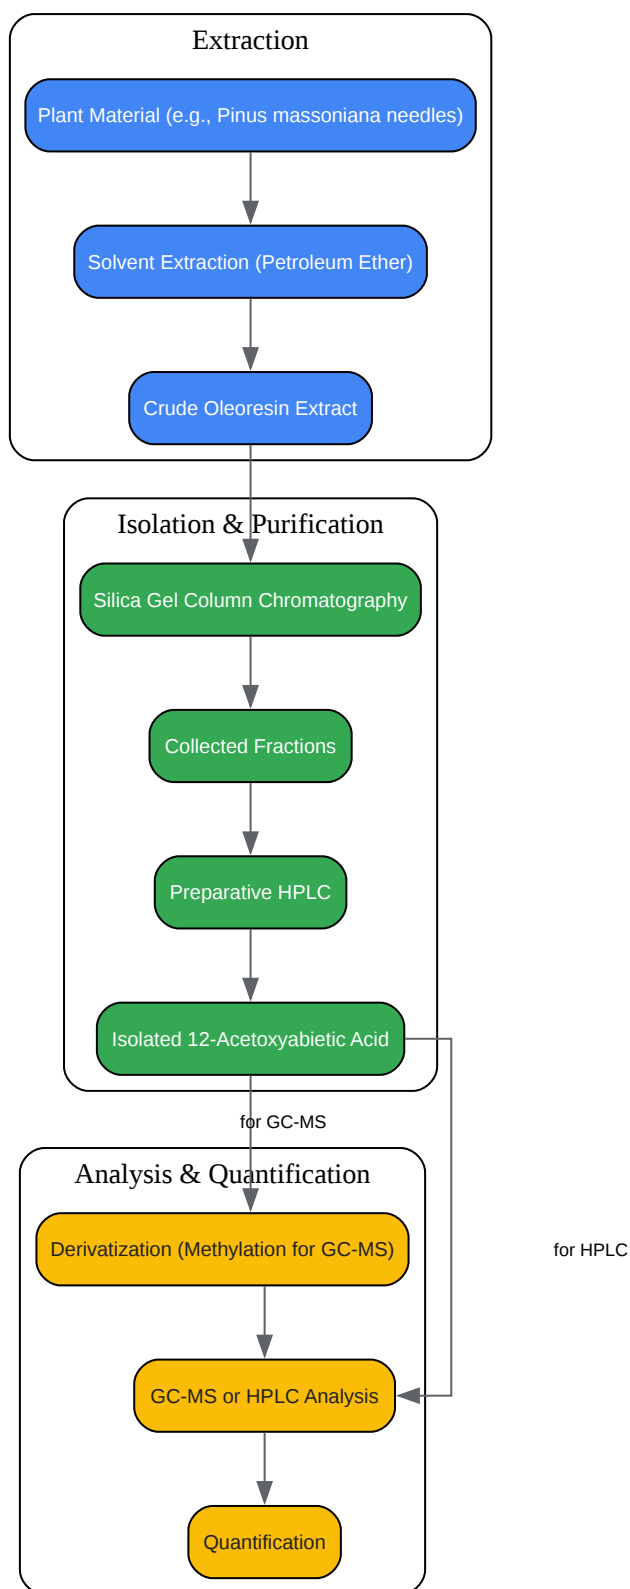 Extraction
Plant Material (e.g., Pinus massoniana needles)
Solvent Extraction (Petroleum Ether)
Crude Oleoresin Extract
Isolation & Purification
Silica Gel Column Chromatography
Collected Fractions
Preparative HPLC
Isolated 12-Acetoxyabietic Acid
for GC-MS
Analysis & Quantification
Derivatization (Methylation for GC-MS)
for HPLC
GC-MS or HPLC Analysis
Quantification